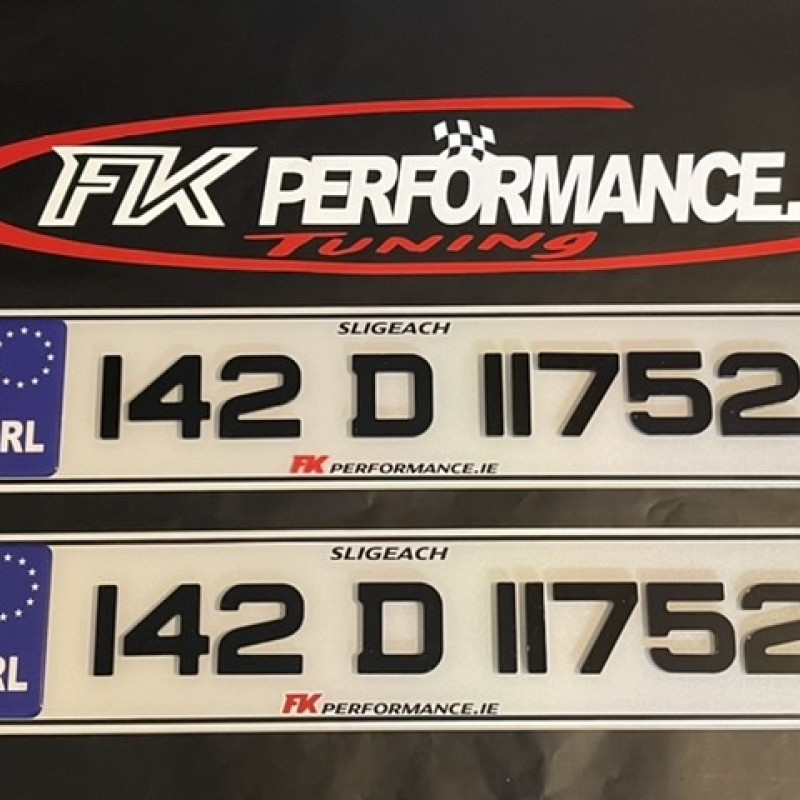 FK PERFORMANCE.
TUNING
SLIGEACH
RL 142 D 11752
FK PERFORMANCE.IE
SLIGEACH
RL 142 D 11752
FK PERFORMANCE.IE